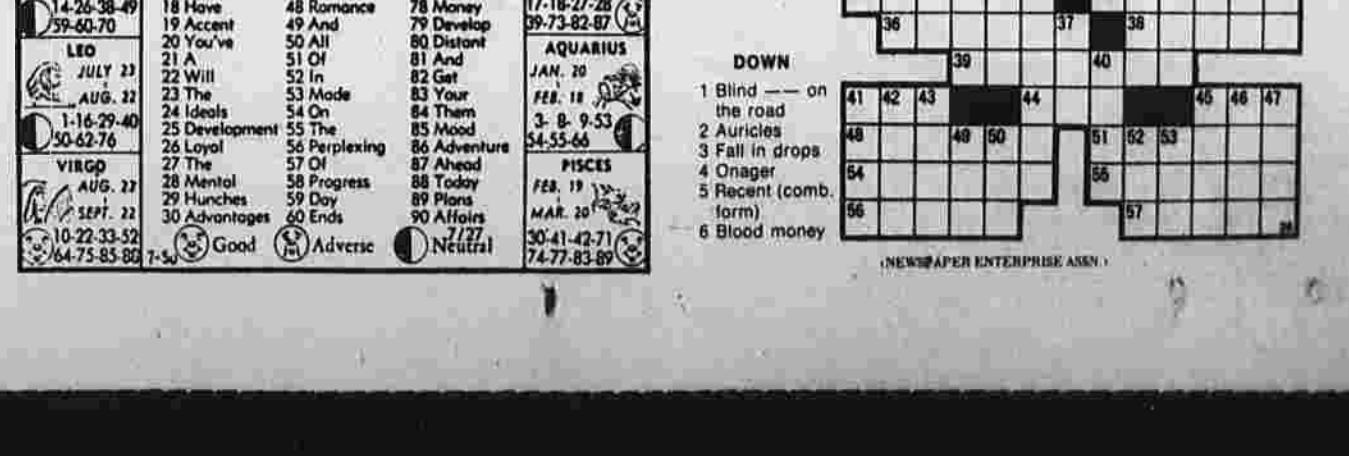 14-26-38-49
59-60-70
LEO
JULY 23
AUG. 22
1-16-29-40
50-62-76
VIRGO
AUG. 23
SEPT. 22
10-22-33-52
64-75-85-88
18 Have
19 Accent
20 You've
21 A
22 Will
23 The
24 Ideals
25 Development
26 Loyal
27 The
28 Mental
29 Hunches
30 Advantages
48 Romance
49 And
50 All
51 Of
52 In
53 Made
54 On
55 The
56 Perplexing
57 Of
58 Progress
59 Day
60 Ends
78 Money
79 Develop
80 Distant
81 And
82 Get
83 Your
84 Them
85 Mood
86 Adventure
87 Ahead
88 Today
89 Plans
90 Affairs
7/27
Good Adverse Neutral
17-18-27-28
39-73-82-87
AQUARIUS
JAN. 20
FEB. 18
3- 8- 9-53
54-55-66
PISCES
FEB. 19
MAR. 20
30-41-42-71
74-77-83-89
DOWN
1 Blind —— on
the road
2 Auricles
3 Fall in drops
4 Onager
5 Recent (comb.
form)
6 Blood money
36 37 38
39 40
41 42 43 44 45 46 47
48 49 50 51 52 53
54 55
56 57
(NEWSPAPER ENTERPRISE ASSN.)